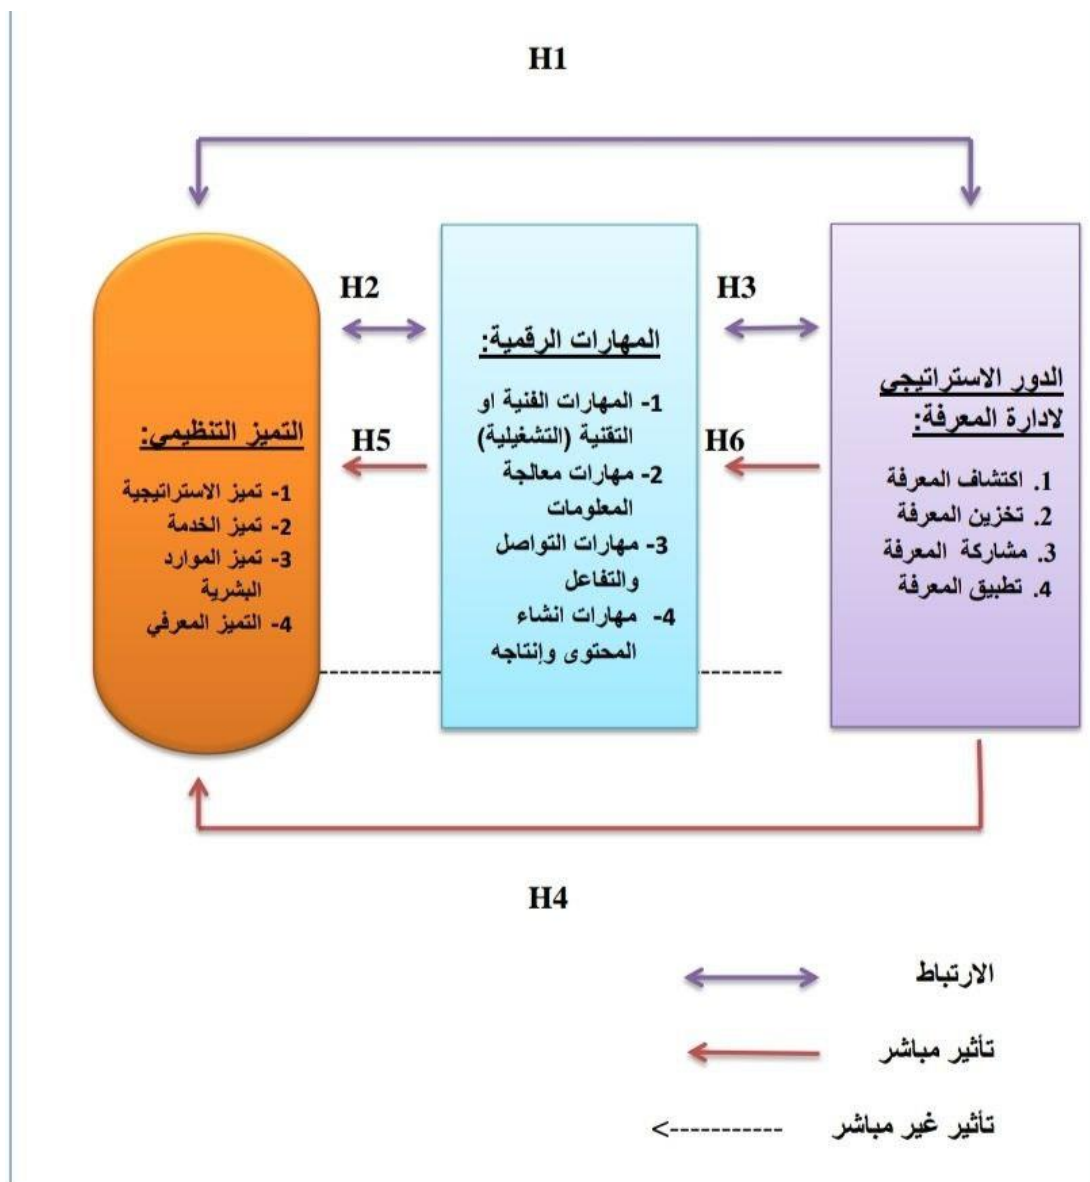 H1
الدور الاستراتيجي
لادارة المعرفة:
1. اكتشاف المعرفة
2. تخزين المعرفة
3. مشاركة المعرفة
4. تطبيق المعرفة
H3
H6
المهارات الرقمية:
1- المهارات الفنية او
التقنية (التشغيلية)
2- مهارات معالجة
المعلومات
3- مهارات التواصل
والتفاعل
4- مهارات انشاء
المحتوى وإنتاجه
H2
H5
التميز التنظيمي:
1- تميز الاستراتيجية
2- تميز الخدمة
3- تميز الموارد
البشرية
4- التميز المعرفي
H4
الارتباط
تأثير مباشر
تأثير غير مباشر